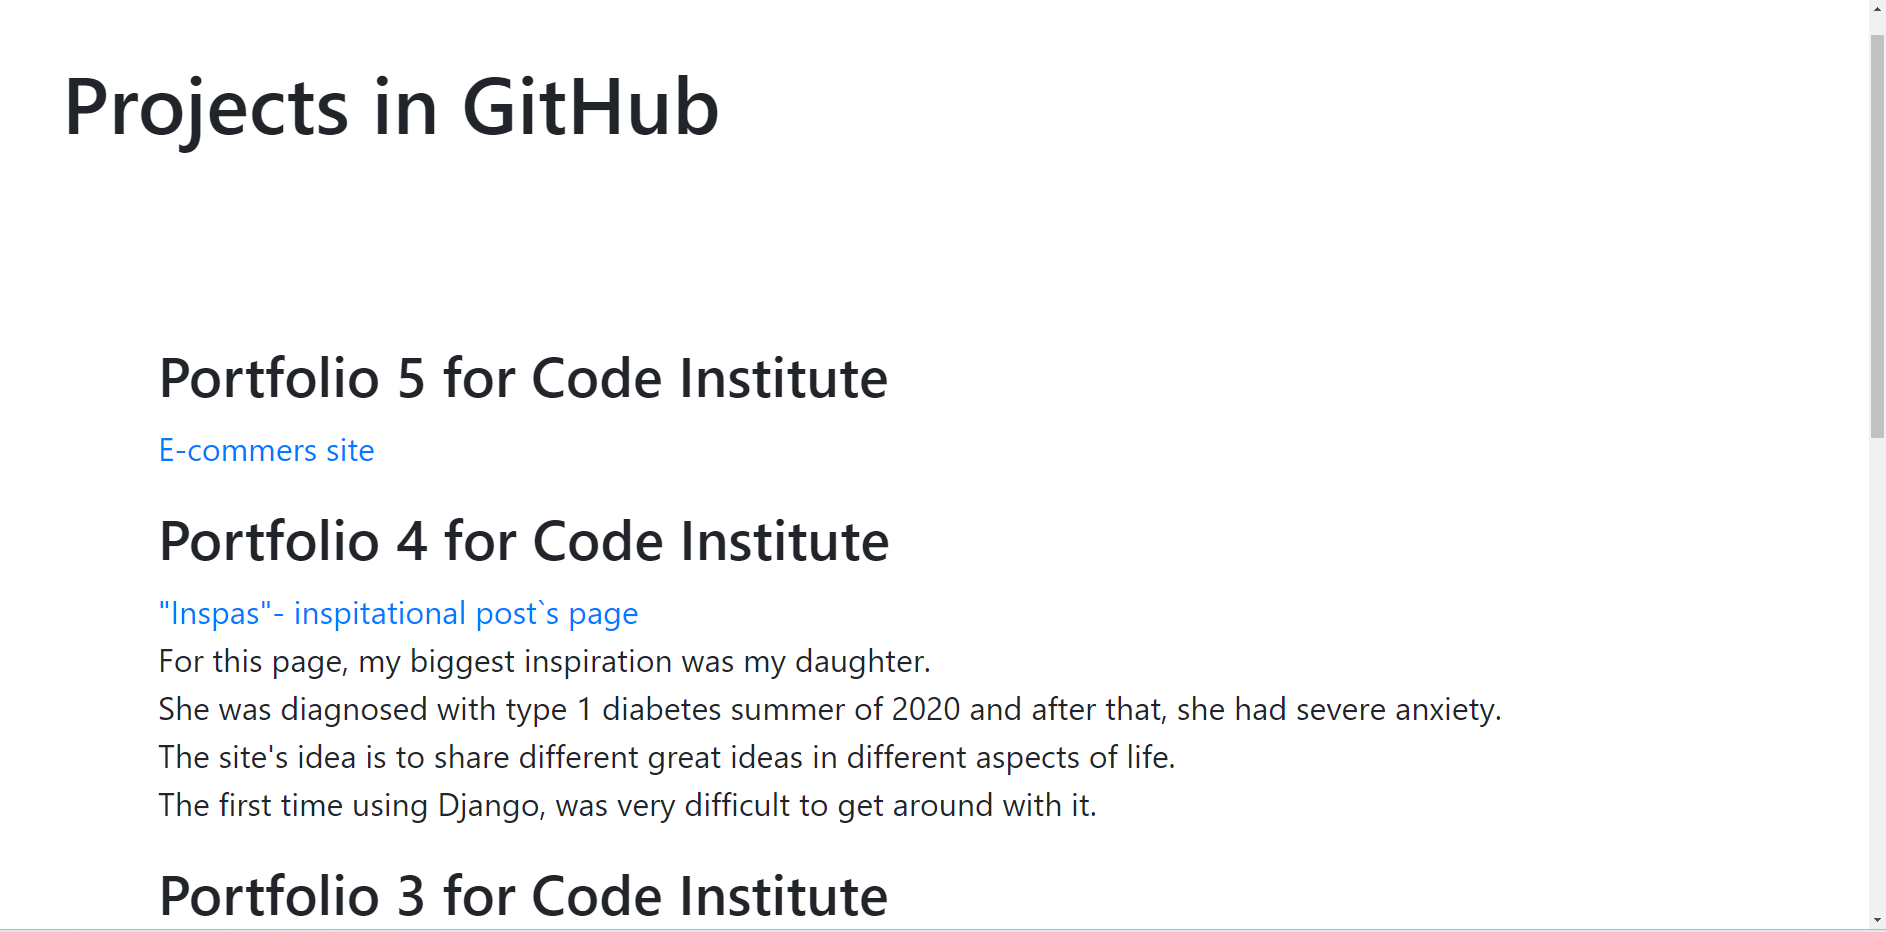 Projects in GitHub
Portfolio 5 for Code Institute
E-commers site
Portfolio 4 for Code Institute
"Inspas"- inspitational post`s page
For this page, my biggest inspiration was my daughter.
She was diagnosed with type 1 diabetes summer of 2020 and after that, she had severe anxiety.
The site's idea is to share different great ideas in different aspects of life.
The first time using Django, was very difficult to get around with it.
Portfolio 3 for Code Institute